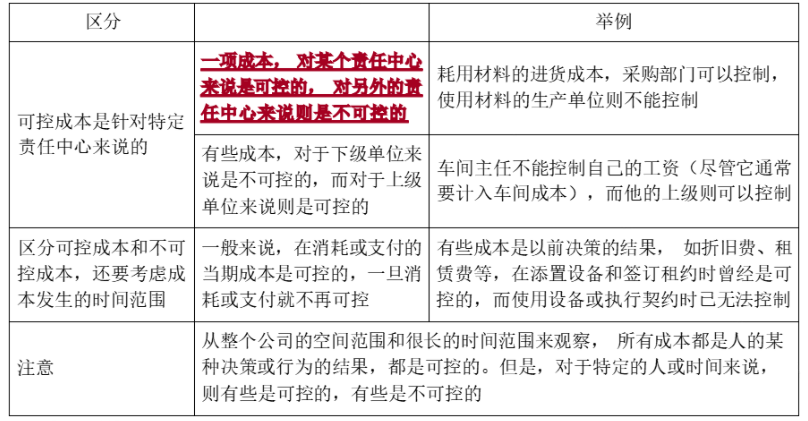 区分
举例
可控成本是针对特定
责任中心来说的
一项成本， 对某个责任中心
来说是可控的， 对另外的责
任中心来说则是不可控的
耗用材料的进货成本，采购部门可以控制，
使用材料的生产单位则不能控制
有些成本，对于下级单位来
说是不可控的，而对于上级
单位来说则是可控的
车间主任不能控制自己的工资（尽管它通常
要计入车间成本），而他的上级则可以控制
区分可控成本和不可
控成本，还要考虑成
本发生的时间范围
一般来说，在消耗或支付的
当期成本是可控的，一旦消
耗或支付就不再可控
有些成本是以前决策的结果， 如折旧费、租
赁费等，在添置设备和签订租约时曾经是可
控的，而使用设备或执行契约时已无法控制
注意
从整个公司的空间范围和很长的时间范围来观察， 所有成本都是人的某
种决策或行为的结果，都是可控的。但是，对于特定的人或时间来说，
则有些是可控的，有些是不可控的